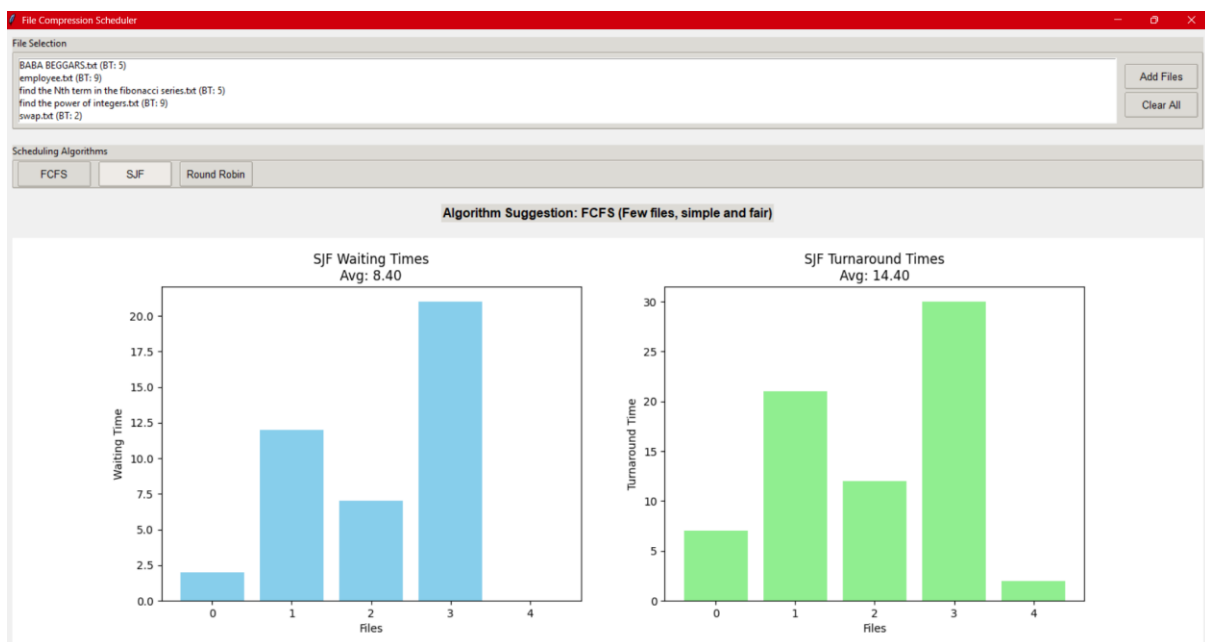 File Compression Scheduler
File Selection
BABA BEGGARS.txt (BT: 5)
employee.txt (BT: 9)
find the Nth term in the fibonacci series.txt (BT: 5)
find the power of integers.txt (BT: 9)
swap.txt (BT: 2)
Add Files
Clear All
Scheduling Algorithms
FCFS SJF Round Robin
Algorithm Suggestion: FCFS (Few files, simple and fair)
SJF Waiting Times
Avg: 8.40
20.0
17.5
15.0
12.5
10.0
7.5
5.0
2.5
0.0
Waiting Time
0 1 2 3 4
Files
SJF Turnaround Times
Avg: 14.40
30
25
20
15
10
5
0
Turnaround Time
0 1 2 3 4
Files